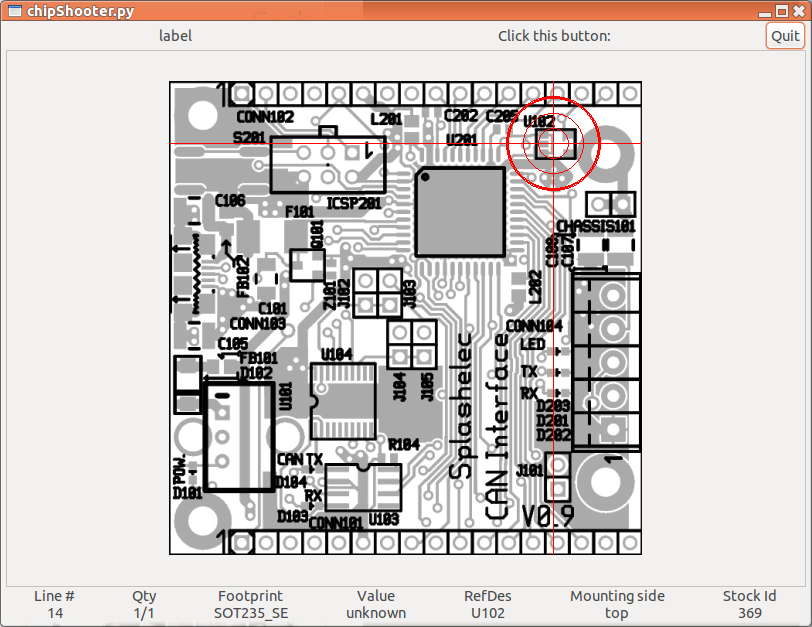 chipShooter.py
label Click this button: Quit
CONN102 L201 C202 C205 U102
S201 U201
ICSP201
C106 F101 CHASSIS101
Q101 C108 C107
FB102 Z101 J102 J103 L202
C101
CONN103 CONN104
C105 LED
FB101 U104
D102 TX
U101 J104 J105 RX
D203
D201
D202
R104
Splashelec
CAN Interface
CAN TX J101
POW. D104
D101 RX
D103 CONN101 U103 V0.9
Line # Qty Footprint Value RefDes Mounting side Stock Id
14 1/1 SOT235_SE unknown U102 top 369